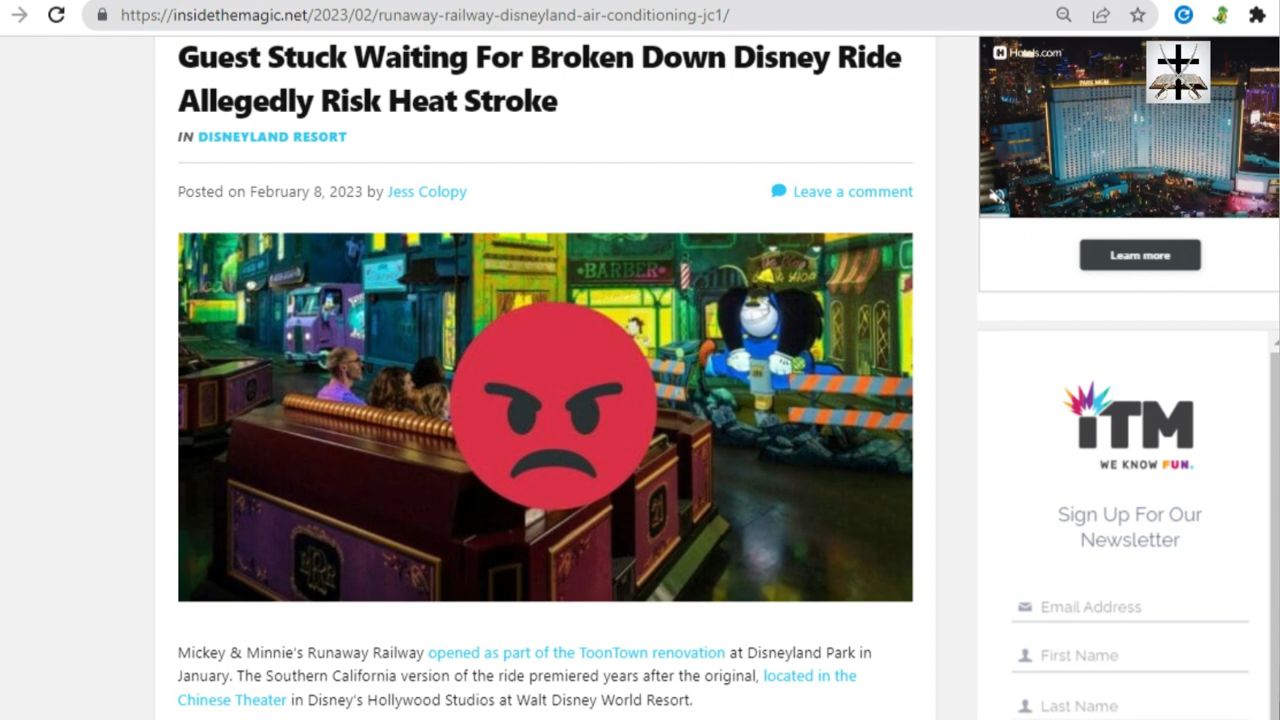 https://insidethemagic.net/2023/02/runaway-railway-disneyland-air-conditioning-jc1/
Guest Stuck Waiting For Broken Down Disney Ride
Allegedly Risk Heat Stroke
IN DISNEYLAND RESORT
Posted on February 8, 2023 by Jess Colopy
Leave a comment
BARBER
21
Mickey & Minnie's Runaway Railway opened as part of the ToonTown renovation at Disneyland Park in
January. The Southern California version of the ride premiered years after the original, located in the
Chinese Theater in Disney's Hollywood Studios at Walt Disney World Resort.
H Hotels.com
PARK MGM
Learn more
iTM
WE KNOW FUN.
Sign Up For Our
Newsletter
Email Address
First Name
Last Name